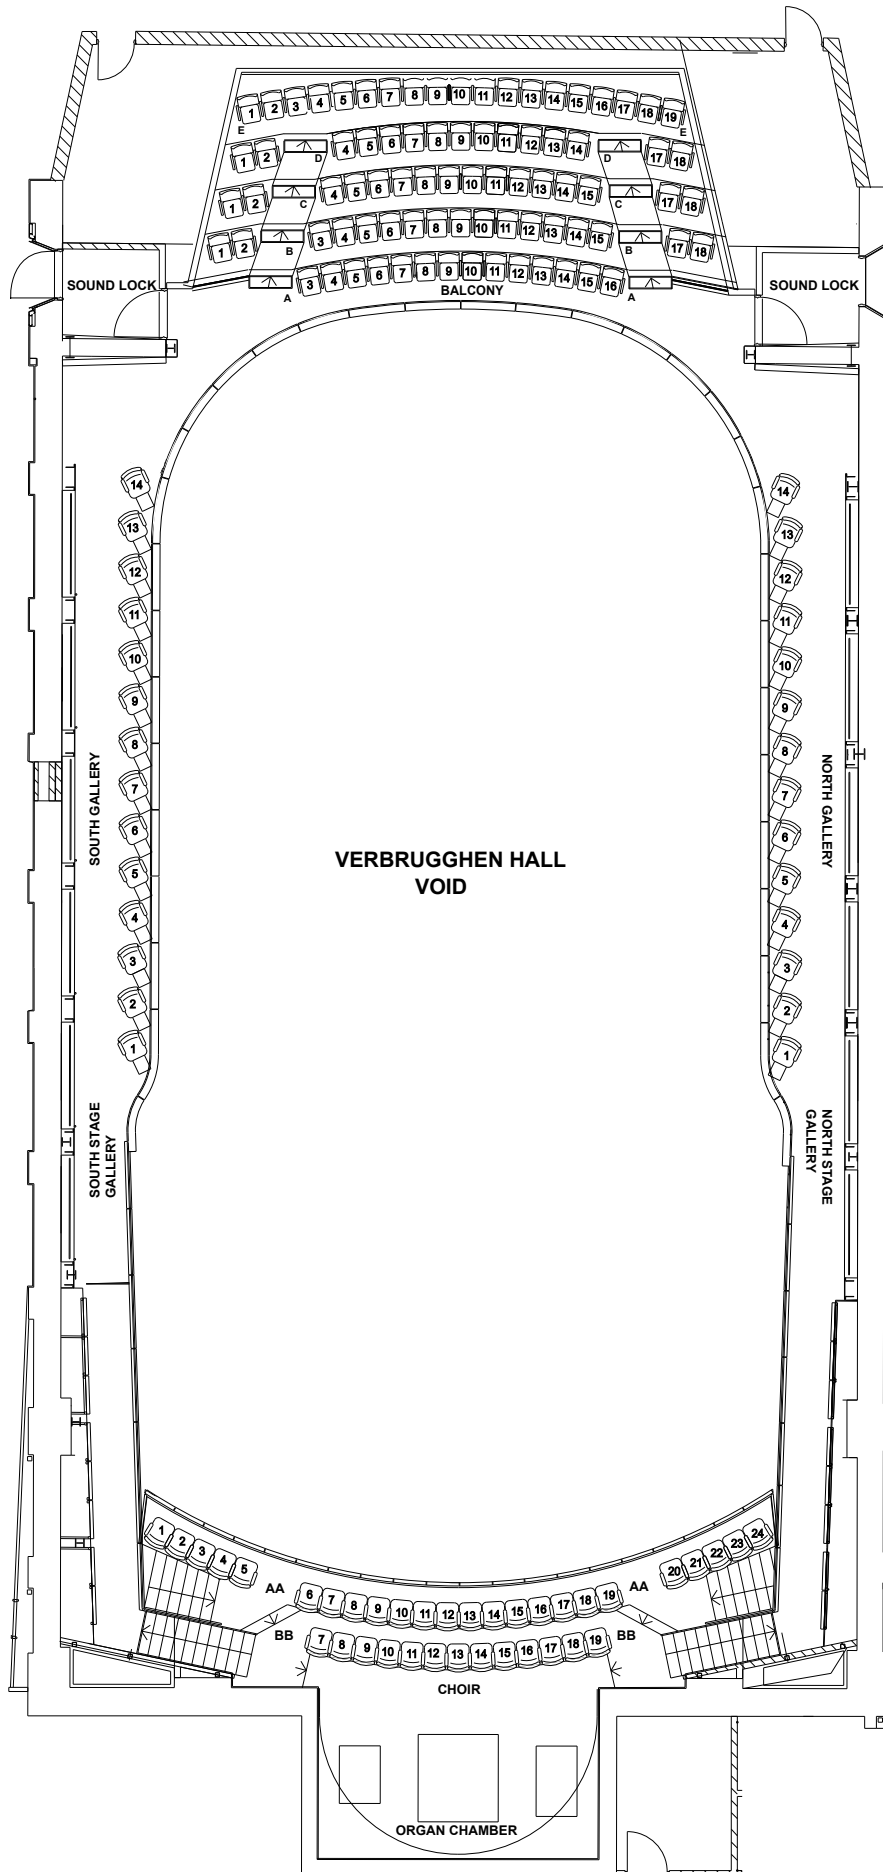 1 2 3 4 5 6 7 8 9 10 11 12 13 14 15 16 17 18 19
E E
1 2 D 4 5 6 7 8 9 10 11 12 13 14 D 17 18
1 2 C 4 5 6 7 8 9 10 11 12 13 14 15 C 17 18
1 2 B 3 4 5 6 7 8 9 10 11 12 13 14 15 B 17 18
A 3 4 5 6 7 8 9 10 11 12 13 14 15 16 A
BALCONY
SOUND LOCK
SOUND LOCK
14
13
12
11
10
9
8
7
6
5
4
3
2
1
SOUTH GALLERY
SOUTH STAGE
GALLERY
VERBRUGGHEN HALL
VOID
14
13
12
11
10
9
8
7
6
5
4
3
2
1
NORTH GALLERY
NORTH STAGE
GALLERY
1 2 3 4 5 AA 6 7 8 9 10 11 12 13 14 15 16 17 18 19 AA 20 21 22 23 24
BB 7 8 9 10 11 12 13 14 15 16 17 18 19 BB
CHOIR
ORGAN CHAMBER